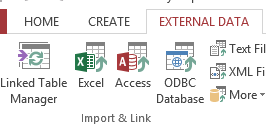 HOME CREATE EXTERNAL DATA
Linked Table Manager
Excel
Access
ODBC Database
Text Fil
XML Fi
More
Import & Link